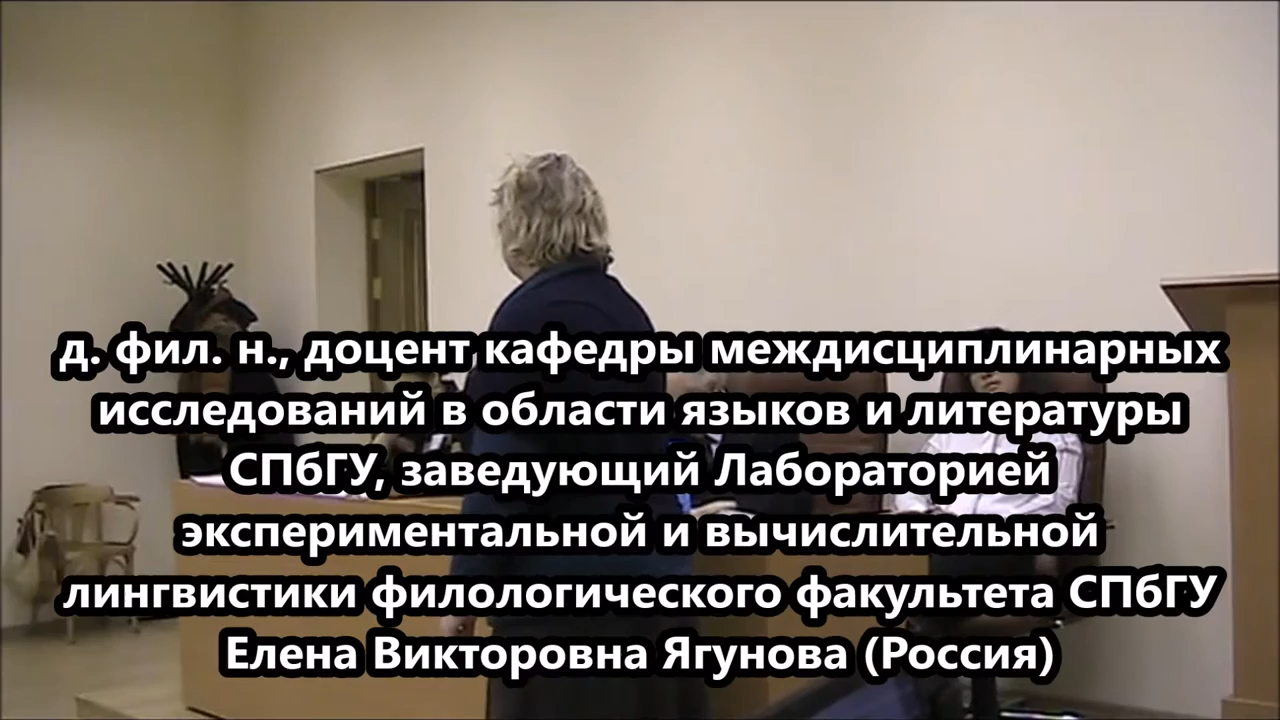 д. фил. н., доцент кафедры междисциплинарных
исследований в области языков и литературы
СПбГУ, заведующий Лабораторией
экспериментальной и вычислительной
лингвистики филологического факультета СПбГУ
Елена Викторовна Ягунова (Россия)